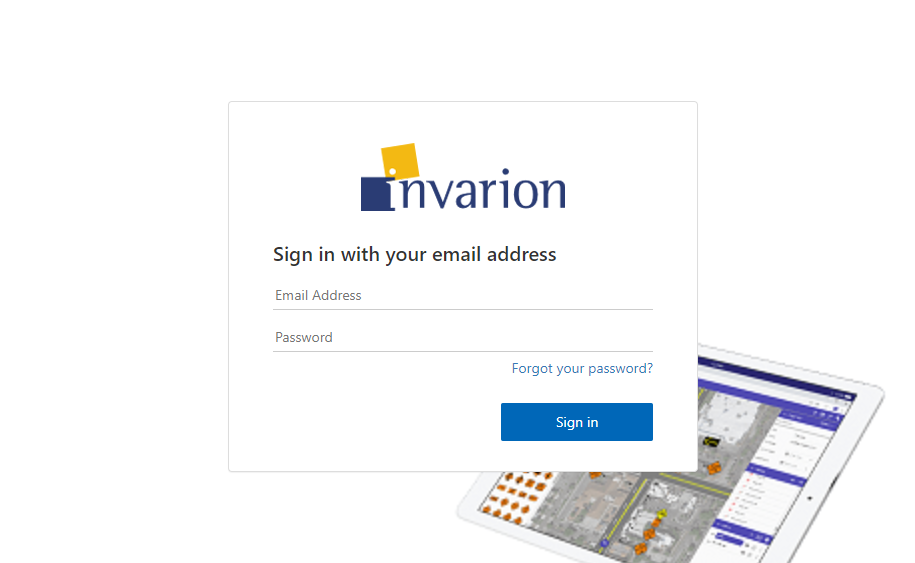 invarion
Sign in with your email address
Email Address
Password
Forgot your password?
Sign in